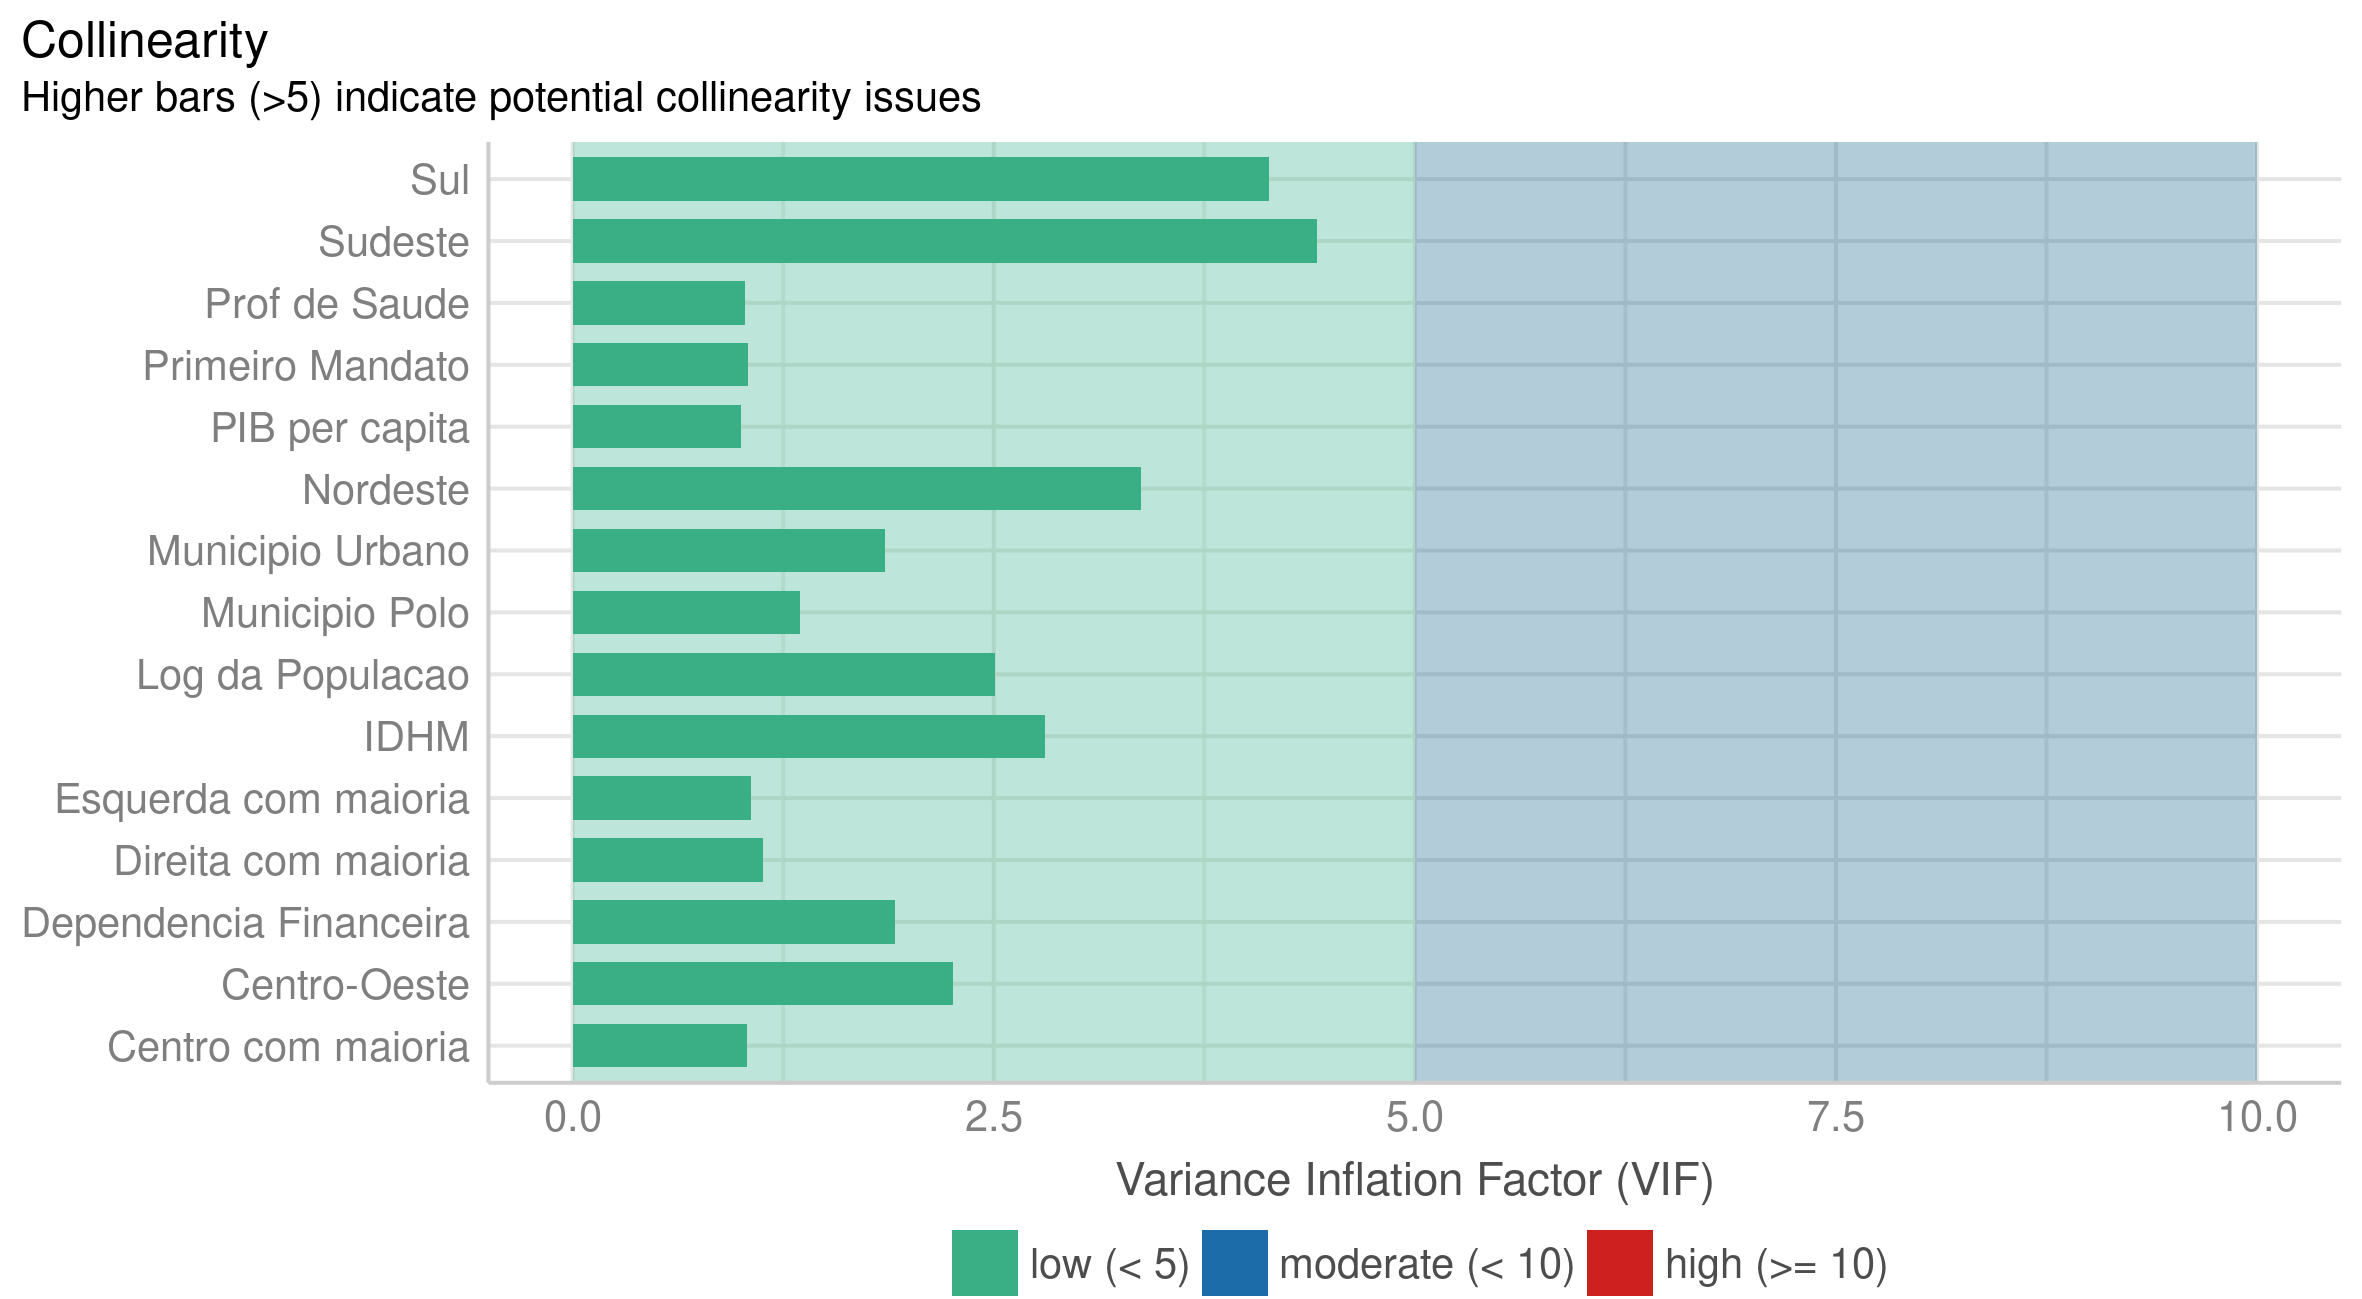 Collinearity
Higher bars (>5) indicate potential collinearity issues
Sul
Sudeste
Prof de Saude
Primeiro Mandato
PIB per capita
Nordeste
Municipio Urbano
Municipio Polo
Log da Populacao
IDHM
Esquerda com maioria
Direita com maioria
Dependencia Financeira
Centro-Oeste
Centro com maioria
0.0 2.5 5.0 7.5 10.0
Variance Inflation Factor (VIF)
low (< 5) moderate (< 10) high (>= 10)